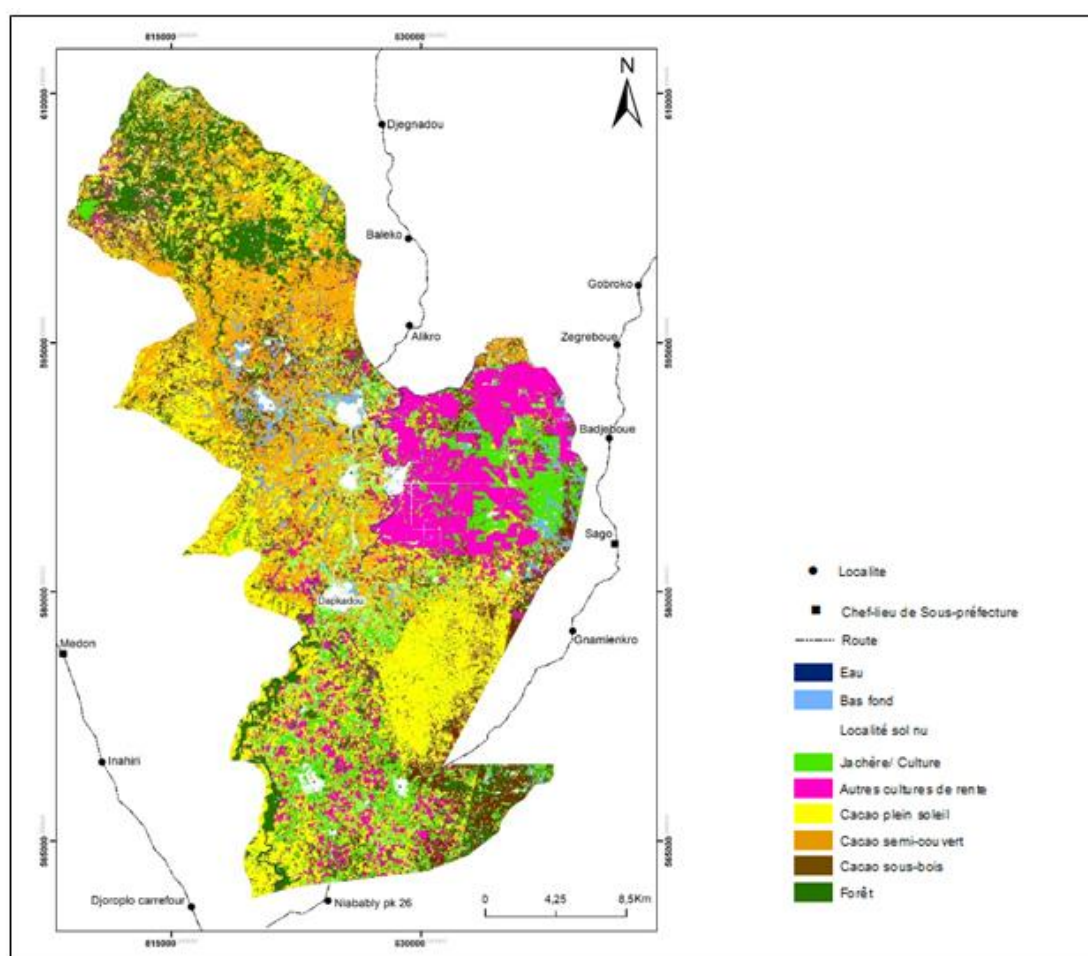 815000 830000
N
610000 610000
Djegnadou
Baleko
Gobroko
Alikro
Zegreboue
595000 595000
Badjeboue
Sago
580000 580000
Dapkadou
Gnamienkro
Medon
Inahiri
565000 565000
Djoroplo carrefour
Niabably pk 26
0 4,25 8,5Km
815000 830000
Localite
Chef-lieu de Sous-préfecture
Route
Eau
Bas fond
Localité sol nu
Jachère/ Culture
Autres cultures de rente
Cacao plein soleil
Cacao semi-couvert
Cacao sous-bois
Forêt